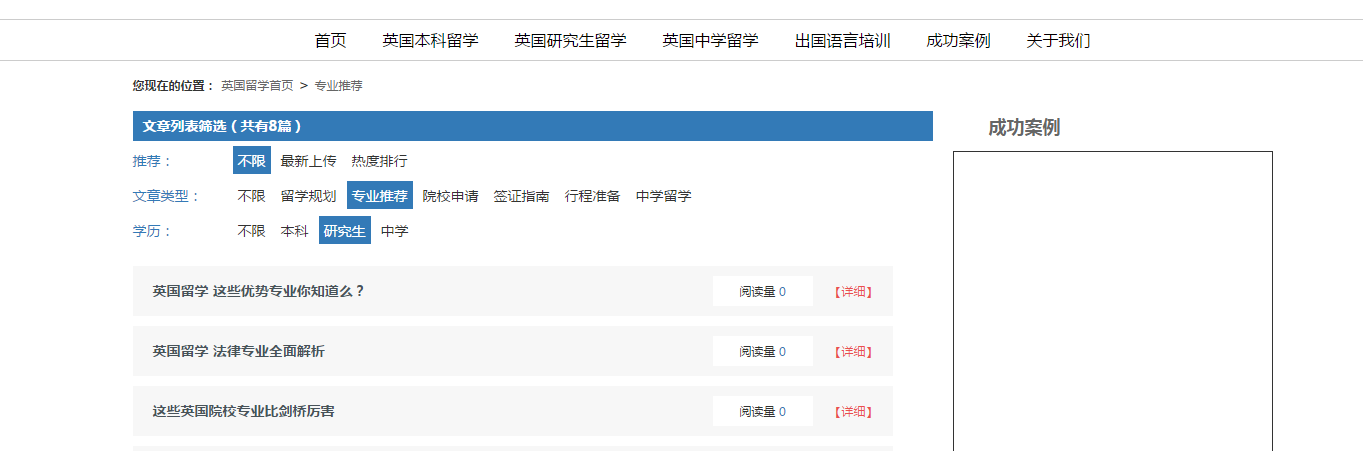 首页 英国本科留学 英国研究生留学 英国中学留学 出国语言培训 成功案例 关于我们
您现在的位置： 英国留学首页 > 专业推荐
文章列表筛选（共有8篇）
推荐： 不限 最新上传 热度排行
文章类型： 不限 留学规划 专业推荐 院校申请 签证指南 行程准备 中学留学
学历： 不限 本科 研究生 中学
英国留学 这些优势专业你知道么？ 阅读量 0 【详细】
英国留学 法律专业全面解析 阅读量 0 【详细】
这些英国院校专业比剑桥厉害 阅读量 0 【详细】
成功案例